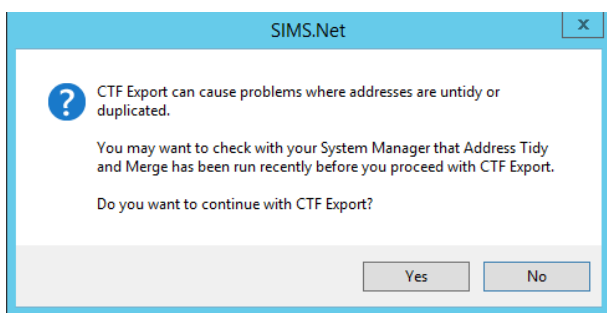 SIMS.Net
x
?
CTF Export can cause problems where addresses are untidy or
duplicated.
You may want to check with your System Manager that Address Tidy
and Merge has been run recently before you proceed with CTF Export.
Do you want to continue with CTF Export?
Yes
No